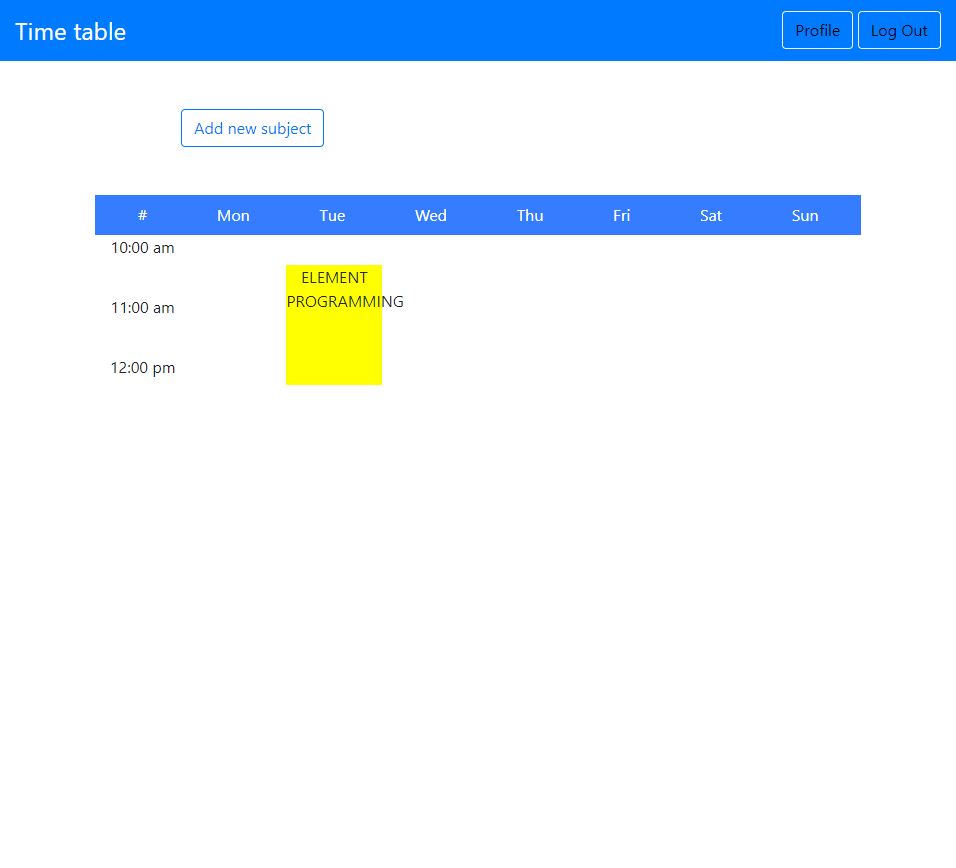 Time table
Profile Log Out
Add new subject
# Mon Tue Wed Thu Fri Sat Sun
10:00 am
ELEMENT
PROGRAMMING
11:00 am
12:00 pm